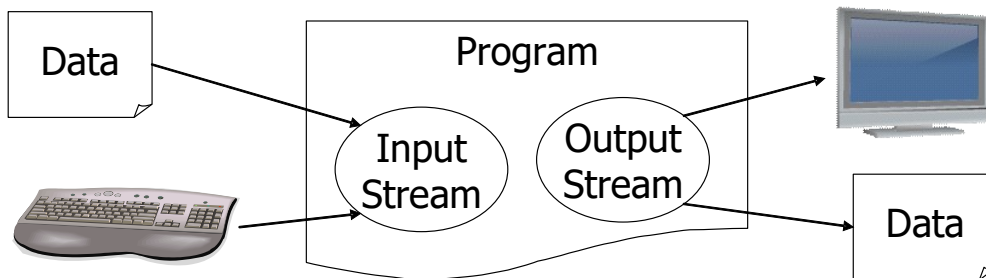 Data
Program
Input
Stream
Output
Stream
Data